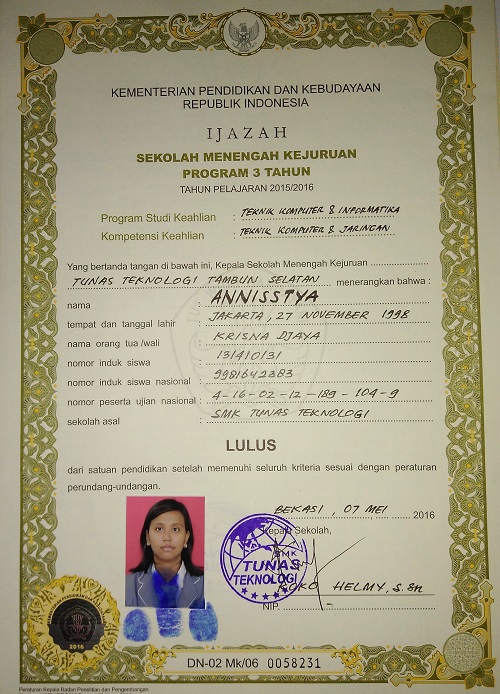 KEMENTERIAN PENDIDIKAN DAN KEBUDAYAAN
REPUBLIK INDONESIA
IJAZAH
SEKOLAH MENENGAH KEJURUAN
PROGRAM 3 TAHUN
TAHUN PELAJARAN 2015/2016
Program Studi Keahlian : TEKNIK KOMPUTER & INFORMATIKA
Kompetensi Keahlian : TEKNIK KOMPUTER & JARINGAN
Yang bertanda tangan di bawah ini, Kepala Sekolah Menengah Kejuruan
TUNAS TEKNOLOGI TAMBUN SELATAN menerangkan bahwa :
nama : ANNISSTYA
tempat dan tanggal lahir : JAKARTA, 27 NOVEMBER 1998
nama orang tua/wali : KRISNA DJAYA
nomor induk siswa : 131410131
nomor induk siswa nasional : 9981642383
nomor peserta ujian nasional : 4-16-02-12-189-104-9
sekolah asal : SMK TUNAS TEKNOLOGI
LULUS
dari satuan pendidikan setelah memenuhi seluruh kriteria sesuai dengan peraturan
perundang-undangan.
BEKASI, 07 MEI 2016
Kepala Sekolah,
SMK
TUNAS
TEKNOLOGI
HELMY, S.Sn
NIP.
2016
DN-02 Mk/06 0058231
Peraturan Kepala Badan Penelitian dan Pengembangan